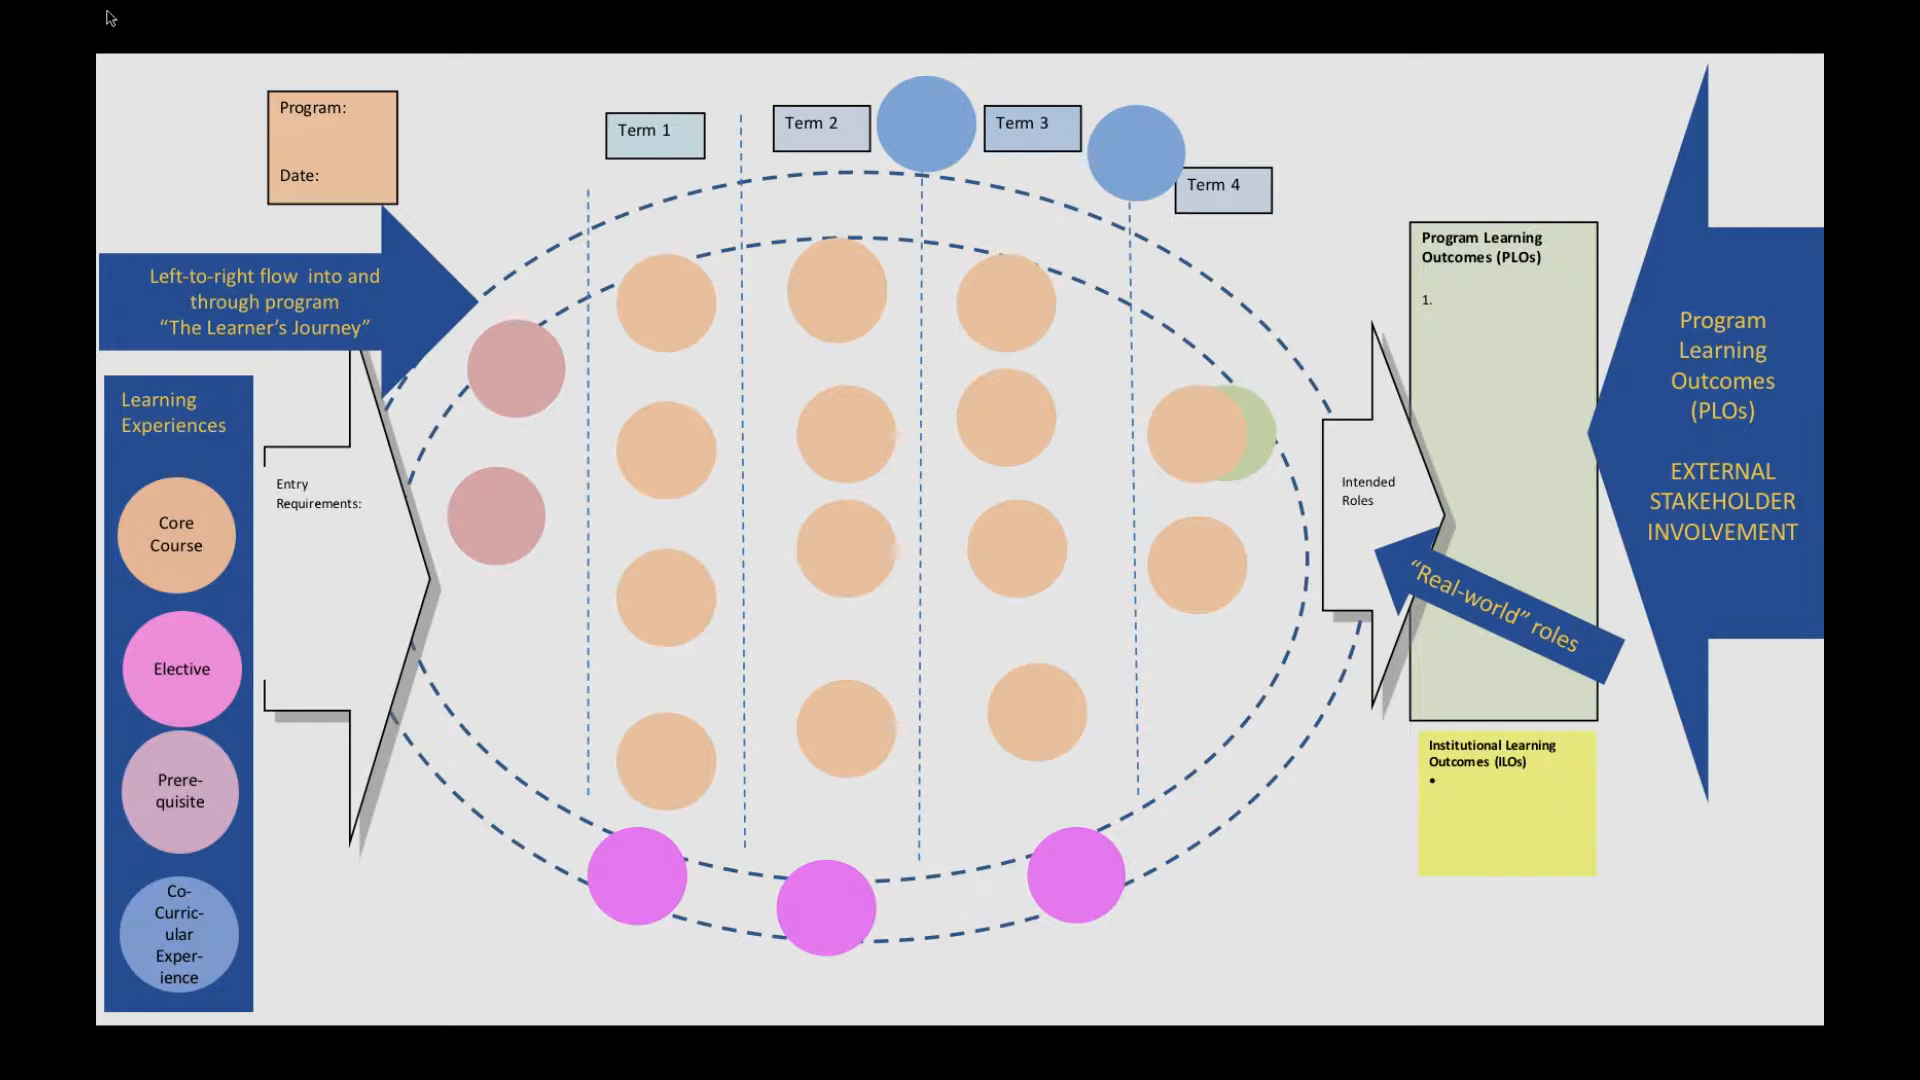 Program:
Date:
Term 1
Term 2
Term 3
Term 4
Left-to-right flow  into and
through program
“The Learner’s Journey”
Learning
Experiences
Core
Course
Elective
Prere-
quisite
Co-
Curric-
ular
Exper-
ience
Entry
Requirements:
Intended
Roles
Program Learning
Outcomes (PLOs)
1.
“Real-world” roles
Institutional Learning
Outcomes (ILOs)
•
Program
Learning
Outcomes
(PLOs)
EXTERNAL
STAKEHOLDER
INVOLVEMENT